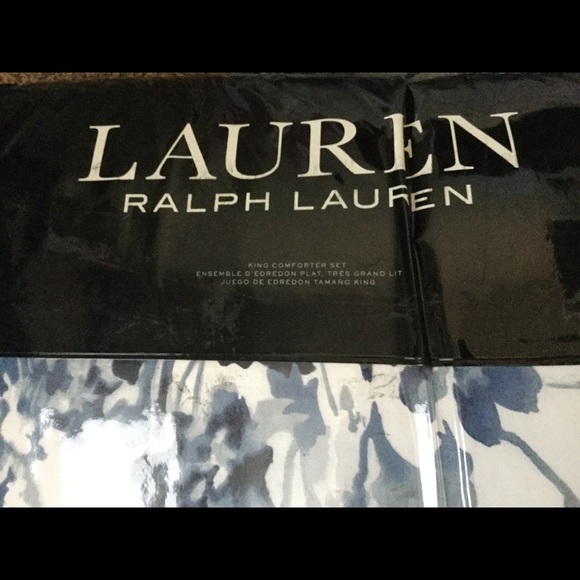 LAUREN
RALPH LAUREN
KING COMFORTER SET
ENSEMBLE D'EDREDON PLAT, TRÈS GRAND LIT
JUEGO DE EDREDON TAMAÑO KING